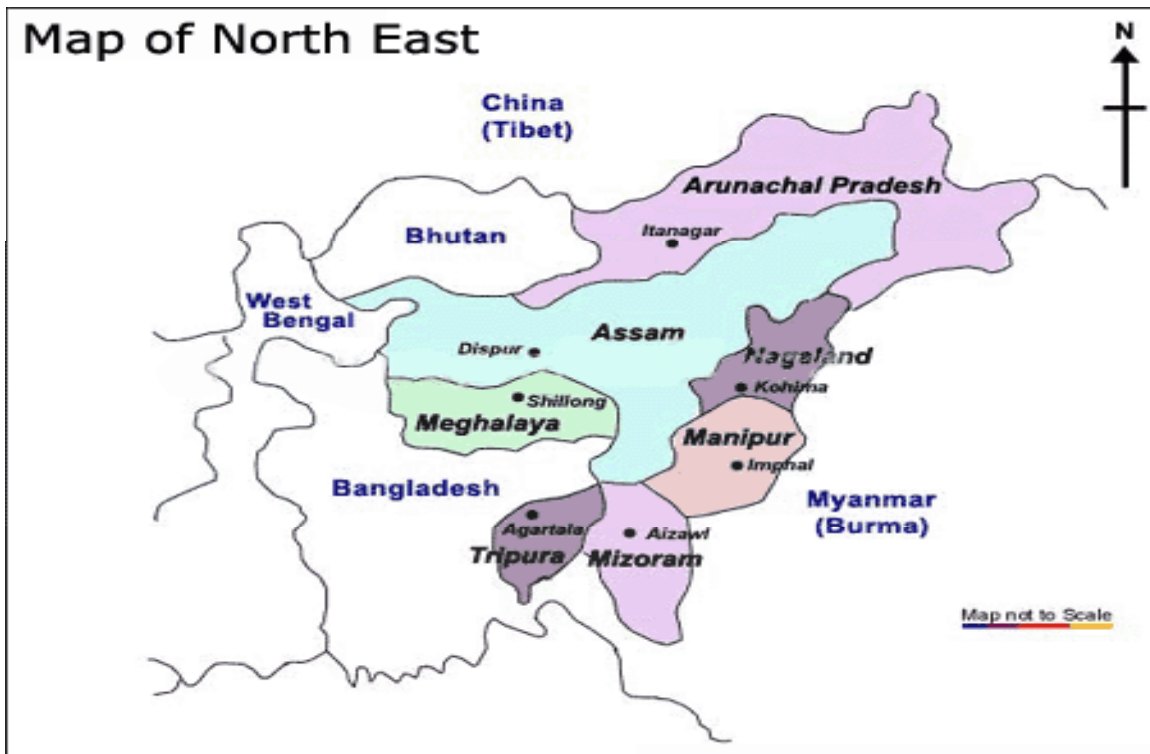 Map of North East
N
China
(Tibet)
Arunachal Pradesh
Bhutan
Itanagar
West
Bengal
Assam
Dispur
Nagaland
Kohima
Shillong
Meghalaya
Manipur
Imphal
Bangladesh
Myanmar
(Burma)
Agartala
Tripura
Aizawl
Mizoram
Map not to Scale